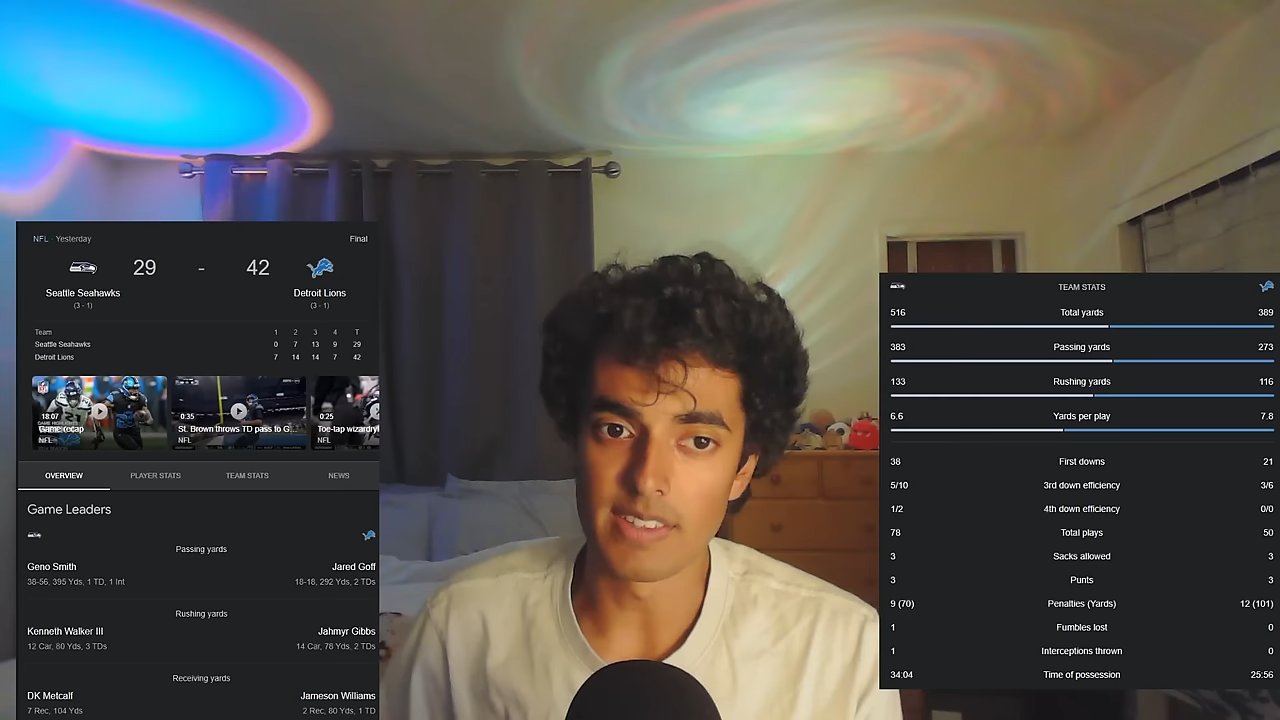 NFL · Yesterday Final
29 - 42
Seattle Seahawks Detroit Lions
(3 - 1) (3 - 1)
Team 1 2 3 4 T
Seattle Seahawks 0 7 13 9 29
Detroit Lions 7 14 14 7 42
18:07 0:35 0:25
Game recap St. Brown throws TD pass to G... Toe-tap wizardry!
NFL NFL NFL
OVERVIEW PLAYER STATS TEAM STATS NEWS
Game Leaders
Passing yards
Geno Smith Jared Goff
38-56, 395 Yds, 1 TD, 1 Int 18-18, 292 Yds, 2 TDs
Rushing yards
Kenneth Walker III Jahmyr Gibbs
12 Car, 80 Yds, 3 TDs 14 Car, 78 Yds, 2 TDs
Receiving yards
DK Metcalf Jameson Williams
7 Rec, 104 Yds 2 Rec, 80 Yds, 1 TD
TEAM STATS
516 Total yards 389
383 Passing yards 273
133 Rushing yards 116
6.6 Yards per play 7.8
38 First downs 21
5/10 3rd down efficiency 3/6
1/2 4th down efficiency 0/0
78 Total plays 50
3 Sacks allowed 3
3 Punts 3
9 (70) Penalties (Yards) 12 (101)
1 Fumbles lost 0
1 Interceptions thrown 0
34:04 Time of possession 25:56